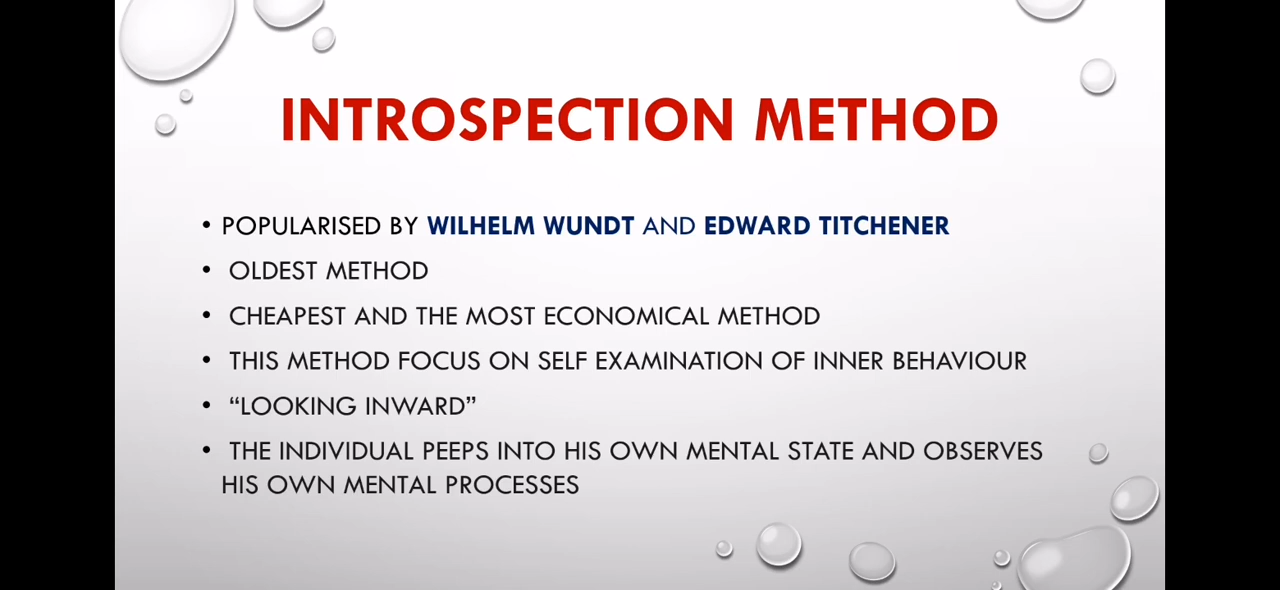 INTROSPECTION METHOD
• POPULARISED BY WILHELM WUNDT AND EDWARD TITCHENER
• OLDEST METHOD
• CHEAPEST AND THE MOST ECONOMICAL METHOD
• THIS METHOD FOCUS ON SELF EXAMINATION OF INNER BEHAVIOUR
• “LOOKING INWARD”
• THE INDIVIDUAL PEEPS INTO HIS OWN MENTAL STATE AND OBSERVES
HIS OWN MENTAL PROCESSES